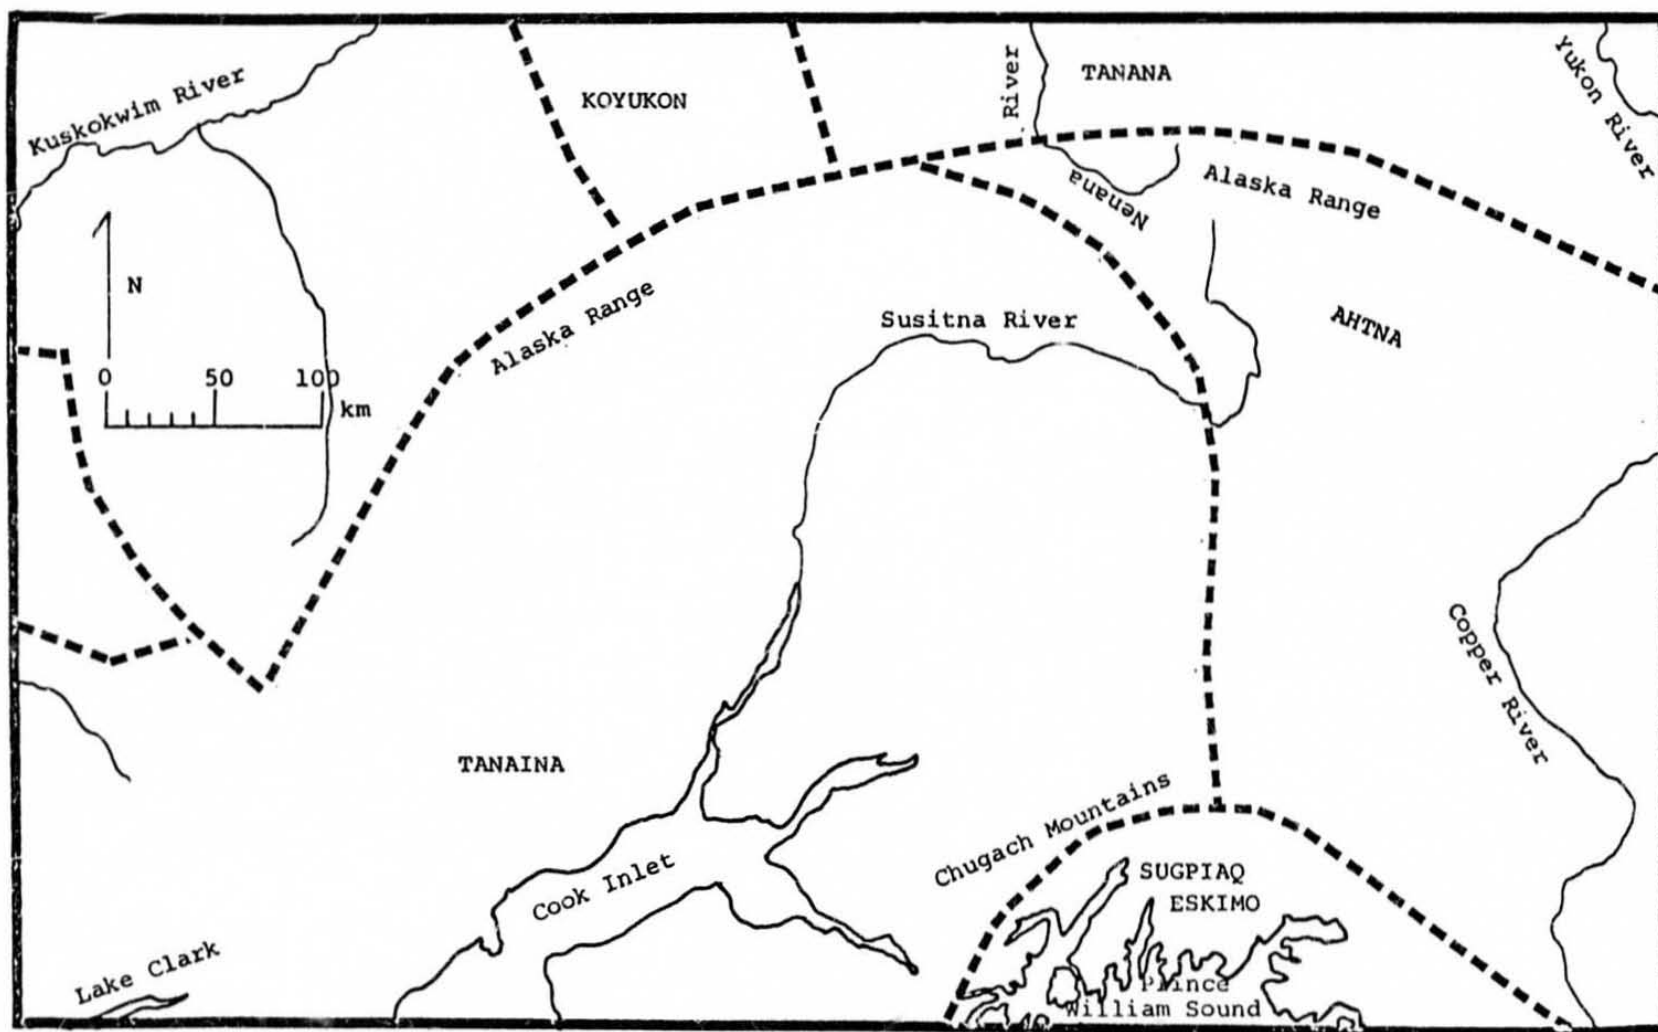 Kuskokwim River
KOYUKON
River
TANANA
Yukon River
Nenana
Alaska Range
N
Alaska Range
Susitna River
AHTNA
0 50 100
km
Copper River
TANAINA
Chugach Mountains
Cook Inlet
SUGPIAQ
ESKIMO
Lake Clark
Prince
William Sound